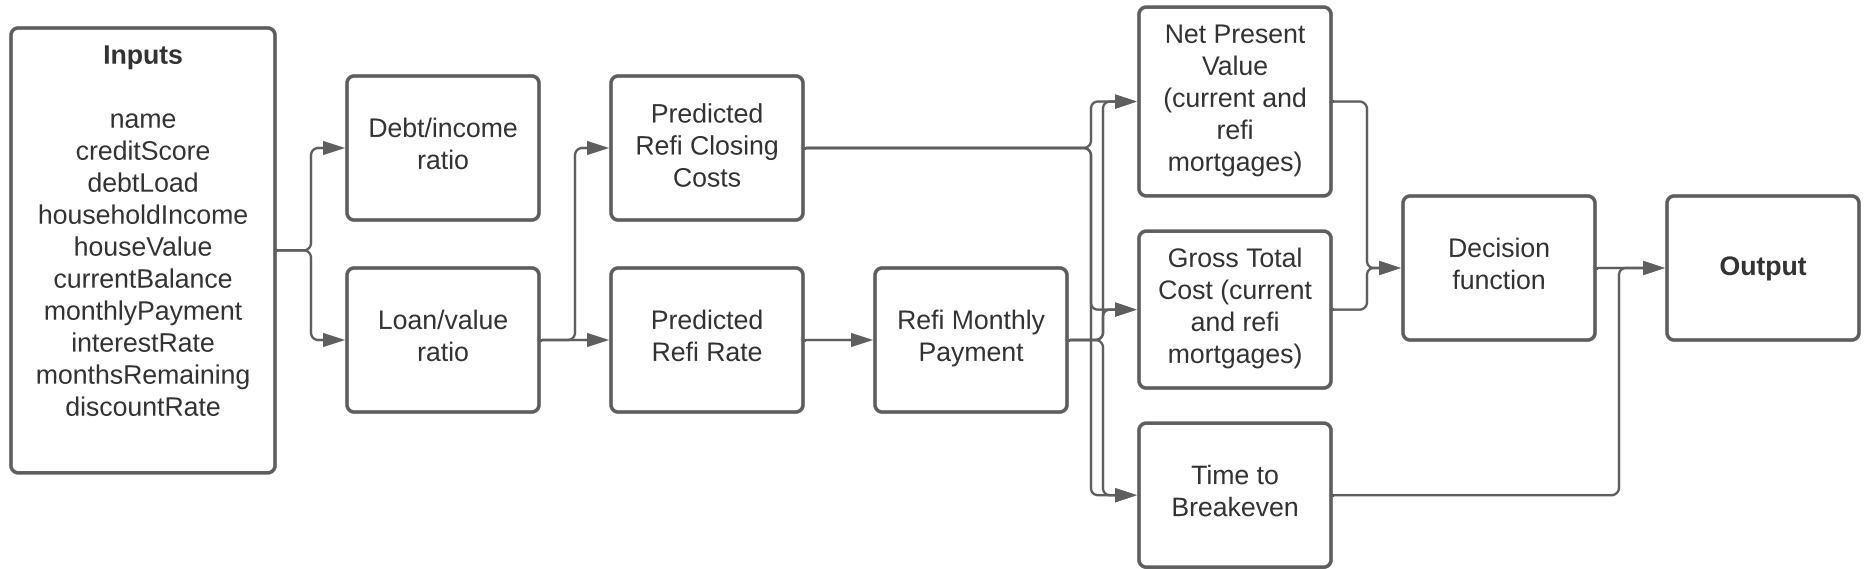 Inputs
name
creditScore
debtLoad
householdIncome
houseValue
currentBalance
monthlyPayment
interestRate
monthsRemaining
discountRate
Debt/income
ratio
Loan/value
ratio
Predicted
Refi Closing
Costs
Predicted
Refi Rate
Refi Monthly
Payment
Net Present
Value
(current and
refi
mortgages)
Gross Total
Cost (current
and refi
mortgages)
Time to
Breakeven
Decision
function
Output